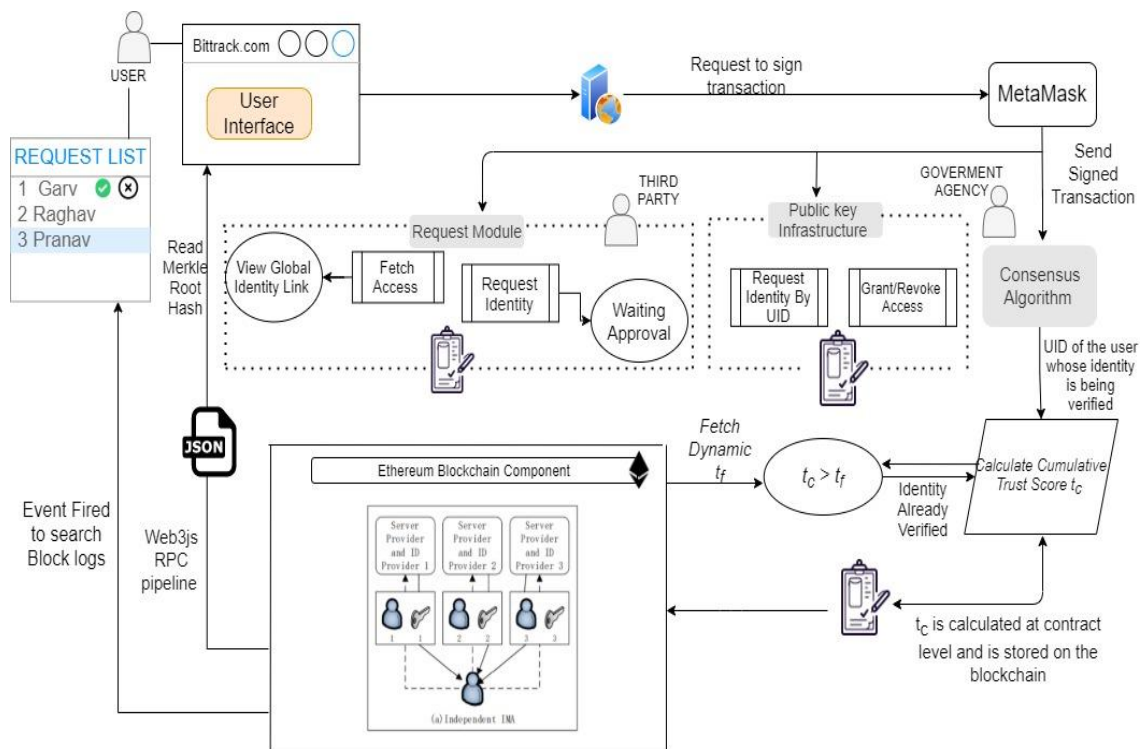 USER
Bittrack.com
User
Interface
Request to sign
transaction
MetaMask
REQUEST LIST
1 Garv
2 Raghav
3 Pranav
Send
Signed
Transaction
THIRD
PARTY
GOVERMENT
AGENCY
Request Module
Public key
Infrastructure
Read
Merkle
Root
Hash
View Global
Identity Link
Fetch
Access
Request
Identity
Waiting
Approval
Request
Identity By
UID
Grant/Revoke
Access
Consensus
Algorithm
UID of the user
whose identity
is being
verified
JSON
Ethereum Blockchain Component
Fetch
Dynamic
tf
tc > tf
Calculate Cumulative
Trust Score tc
Identity
Already
Verified
Event Fired
to search
Block logs
Web3js
RPC
pipeline
Server
Provider
and ID
Provider 1
Server
Provider
and ID
Provider 2
Server
Provider
and ID
Provider 3
1 1
2 2
3 3
(a)Independent IMA
tc is calculated at contract
level and is stored on the
blockchain